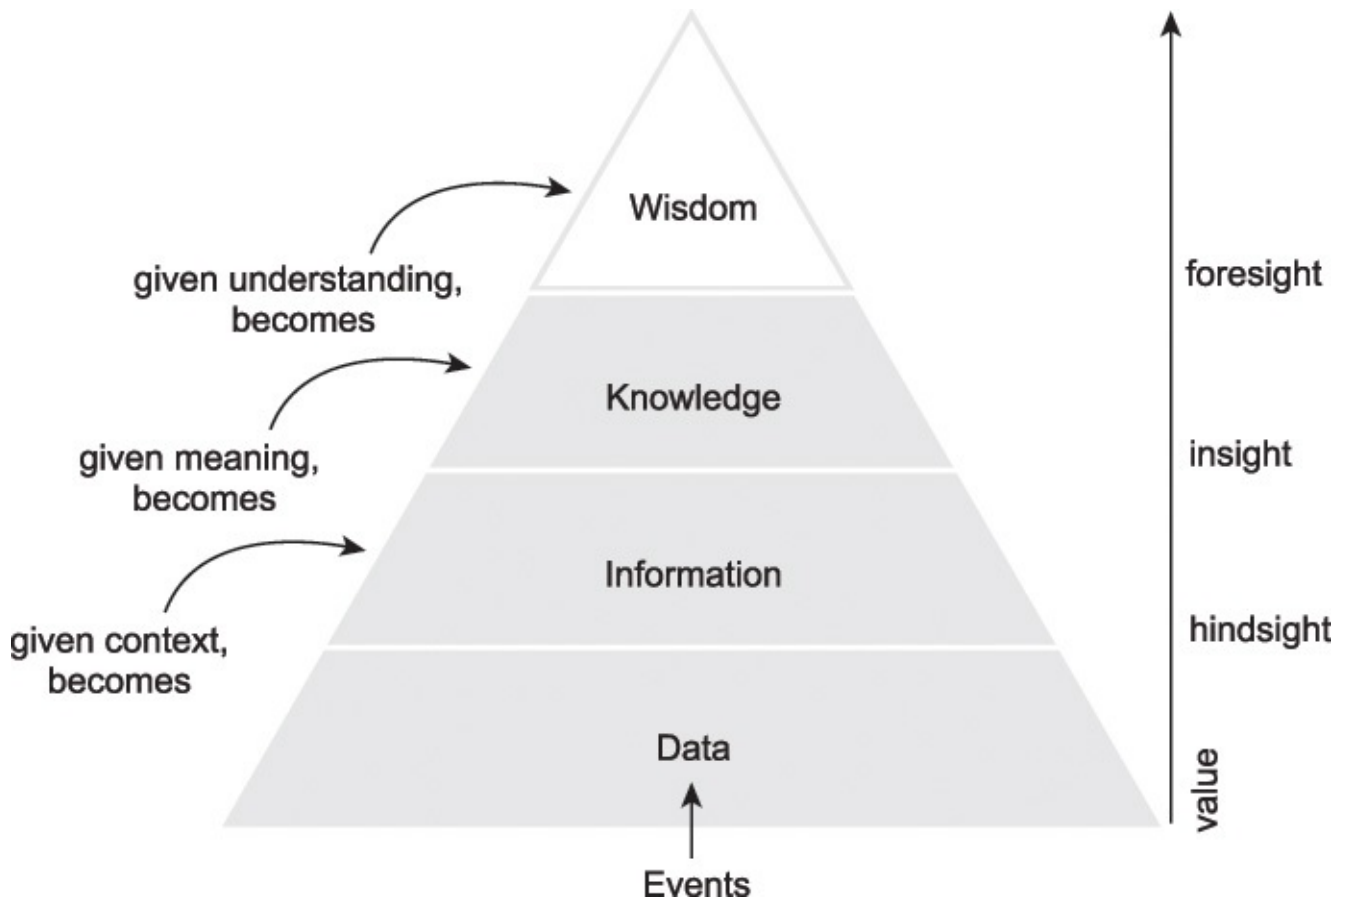 Wisdom
given understanding,
becomes
foresight
Knowledge
given meaning,
becomes
insight
Information
given context,
becomes
hindsight
Data
value
Events